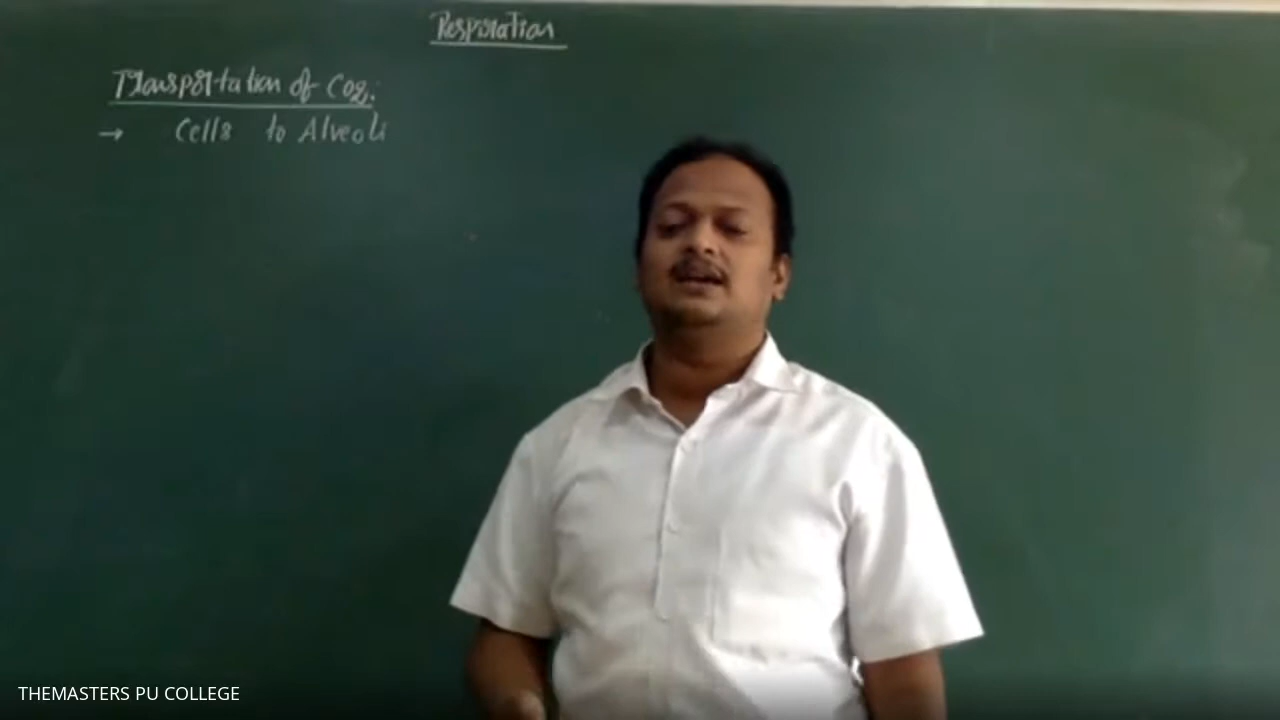 Respiration
Transportation of CO2:
→ Cells to Alveoli
THEMASTERS PU COLLEGE